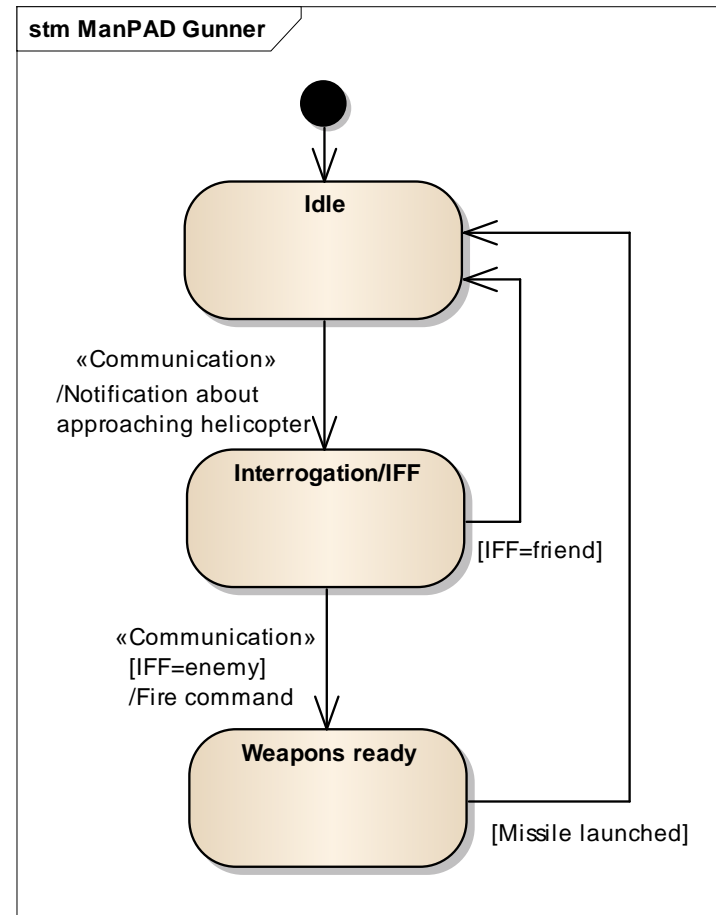 stm ManPAD Gunner
Idle
«Communication»
/Notification about
approaching helicopter
Interrogation/IFF
[IFF=friend]
«Communication»
[IFF=enemy]
/Fire command
Weapons ready
[Missile launched]